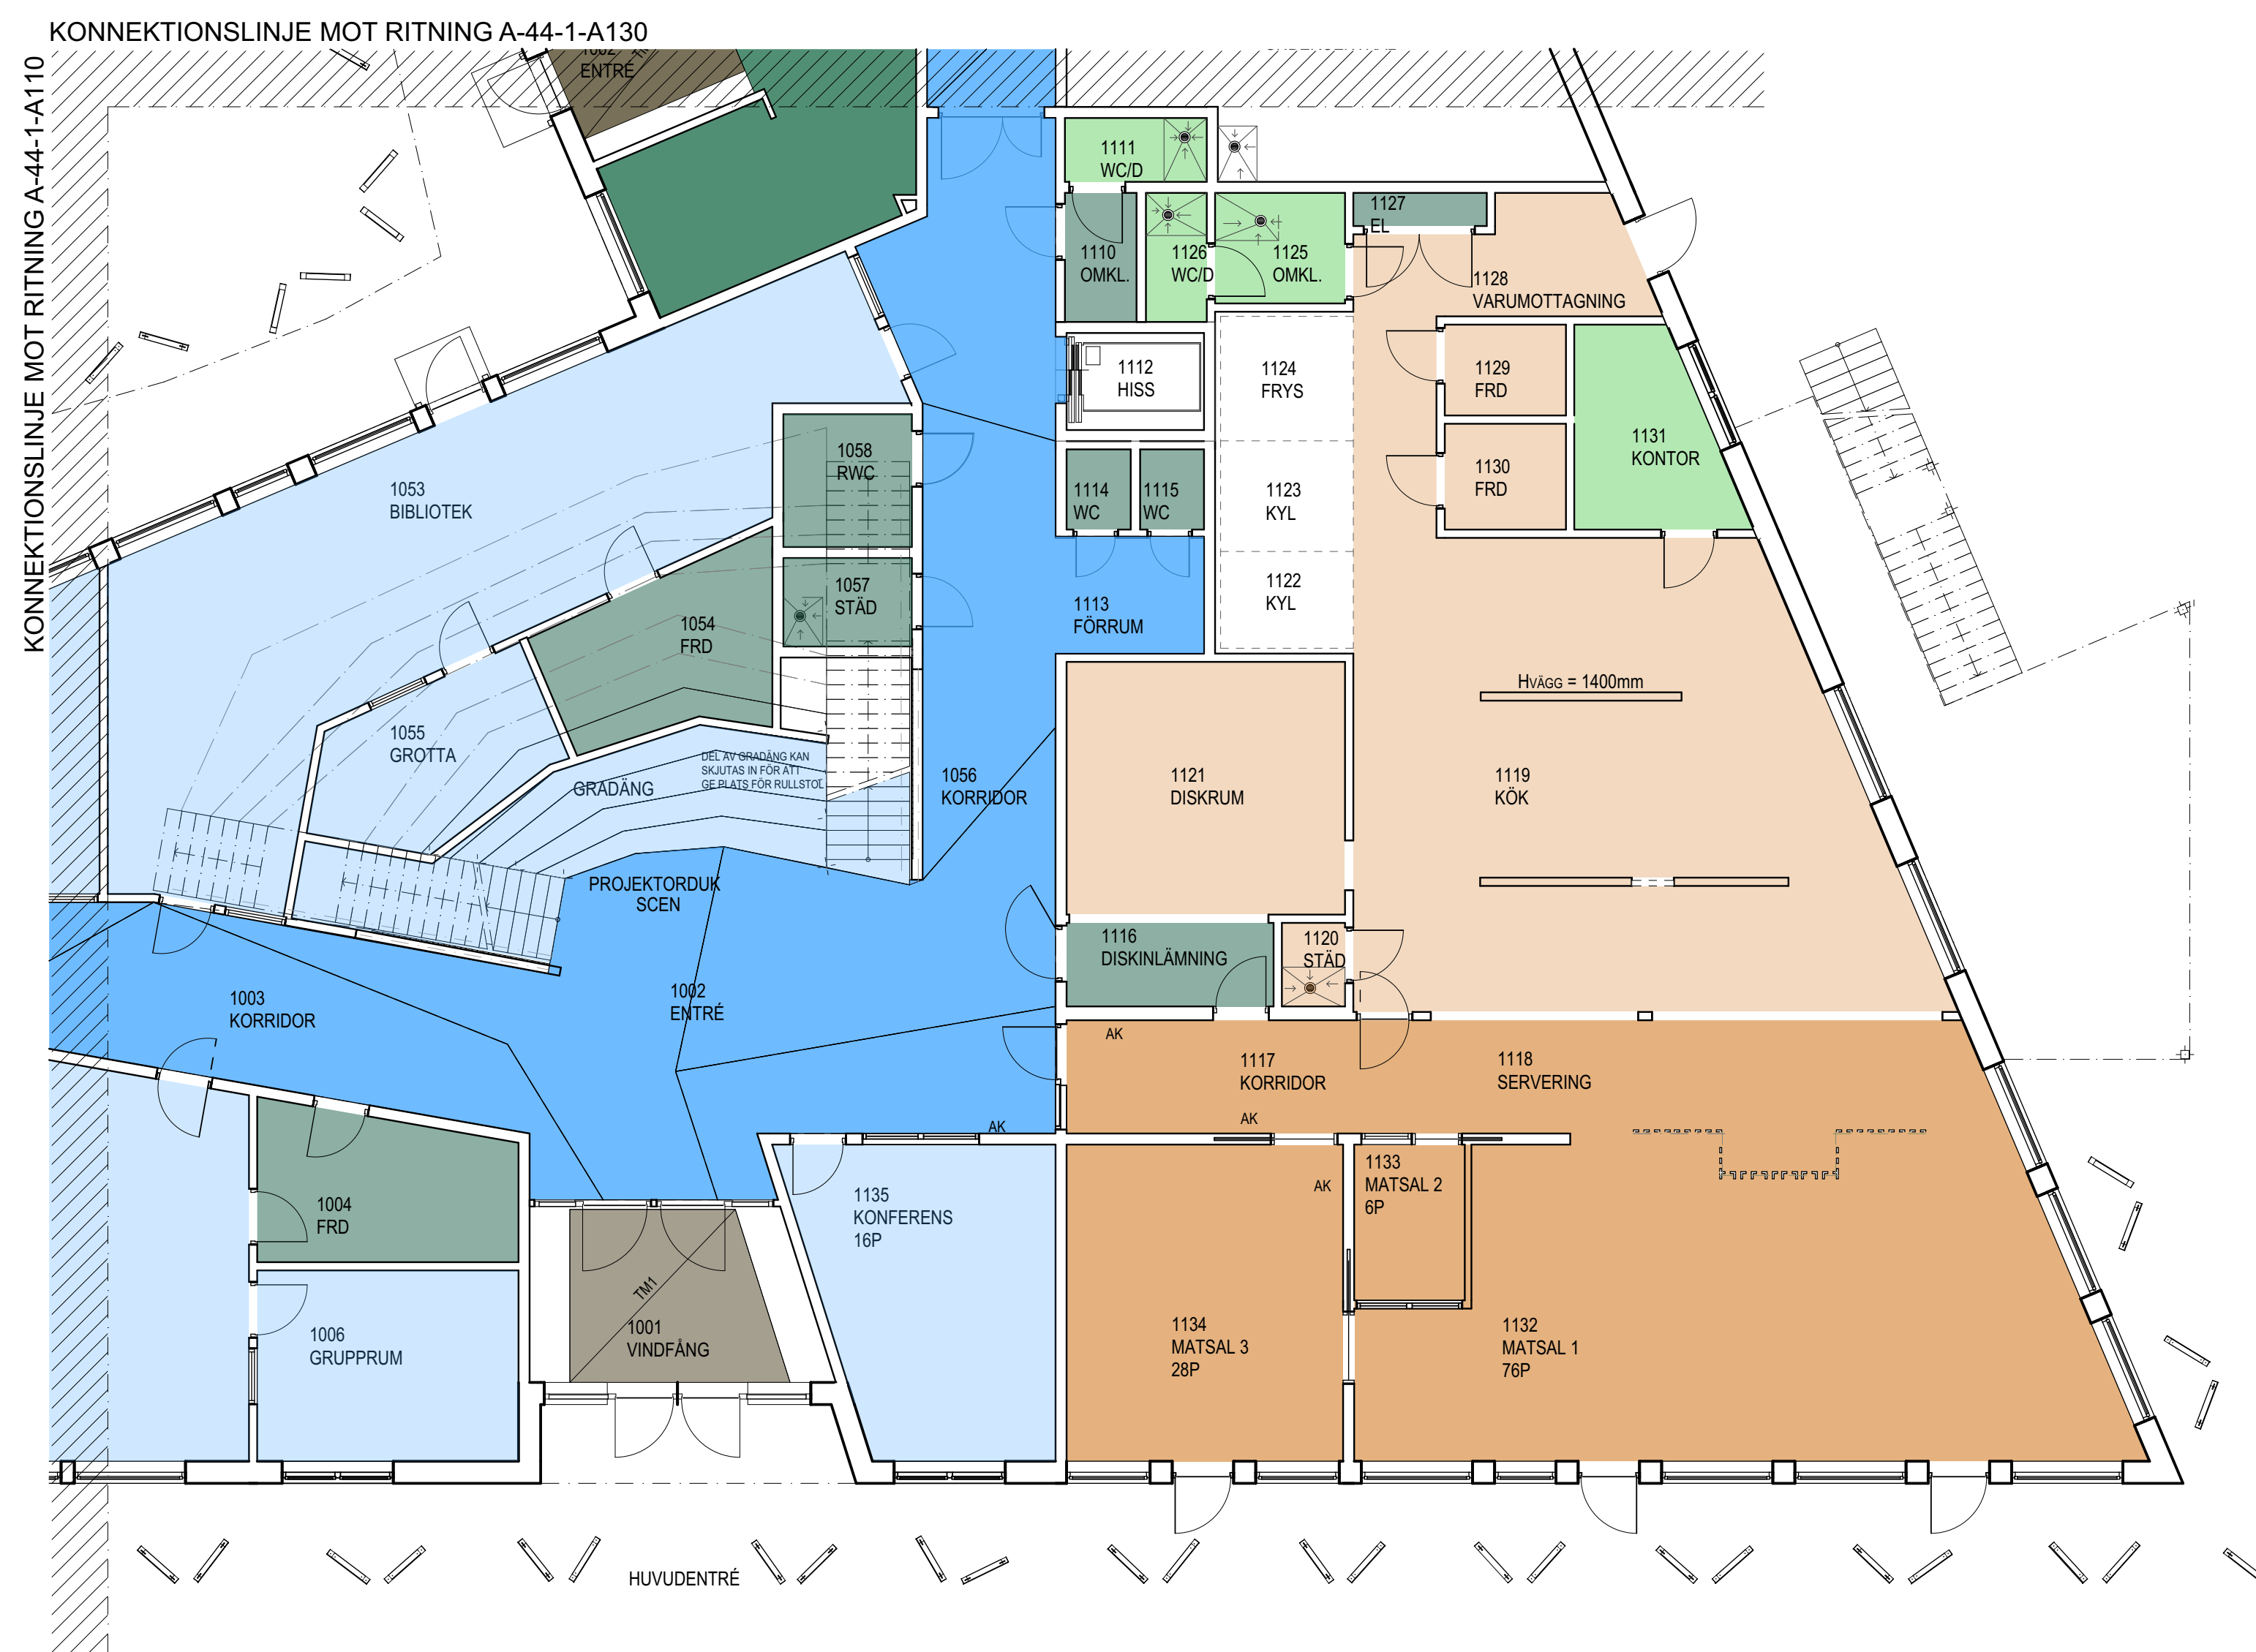 KONNEKTIONSLINJE MOT RITNING A-44-1-A130
KONNEKTIONSLINJE MOT RITNING A-44-1-A110
1002
ENTRÉ
1111
WC/D
1110
OMKL.
1126
WC/D
1125
OMKL.
1127
EL
1128
VARUMOTTAGNING
1112
HISS
1124
FRYS
1129
FRD
1130
FRD
1131
KONTOR
1058
RWC
1053
BIBLIOTEK
1114
WC
1115
WC
1123
KYL
1122
KYL
1057
STÄD
1054
FRD
1113
FÖRRUM
HVÄGG = 1400mm
1055
GROTTA
GRADÄNG
DEL AV GRADÄNG KAN
SKJUTAS IN FÖR ATT
GE PLATS FÖR RULLSTOL
1056
KORRIDOR
1121
DISKRUM
1119
KÖK
PROJEKTORDUK
SCEN
1116
DISKINLÄMNING
1120
STÄD
1003
KORRIDOR
1002
ENTRÉ
AK
1117
KORRIDOR
1118
SERVERING
AK
AK
1133
MATSAL 2
6P
AK
1004
FRD
1135
KONFERENS
16P
TM1
1001
VINDFÅNG
1006
GRUPPRUM
1134
MATSAL 3
28P
1132
MATSAL 1
76P
HUVUDENTRÉ